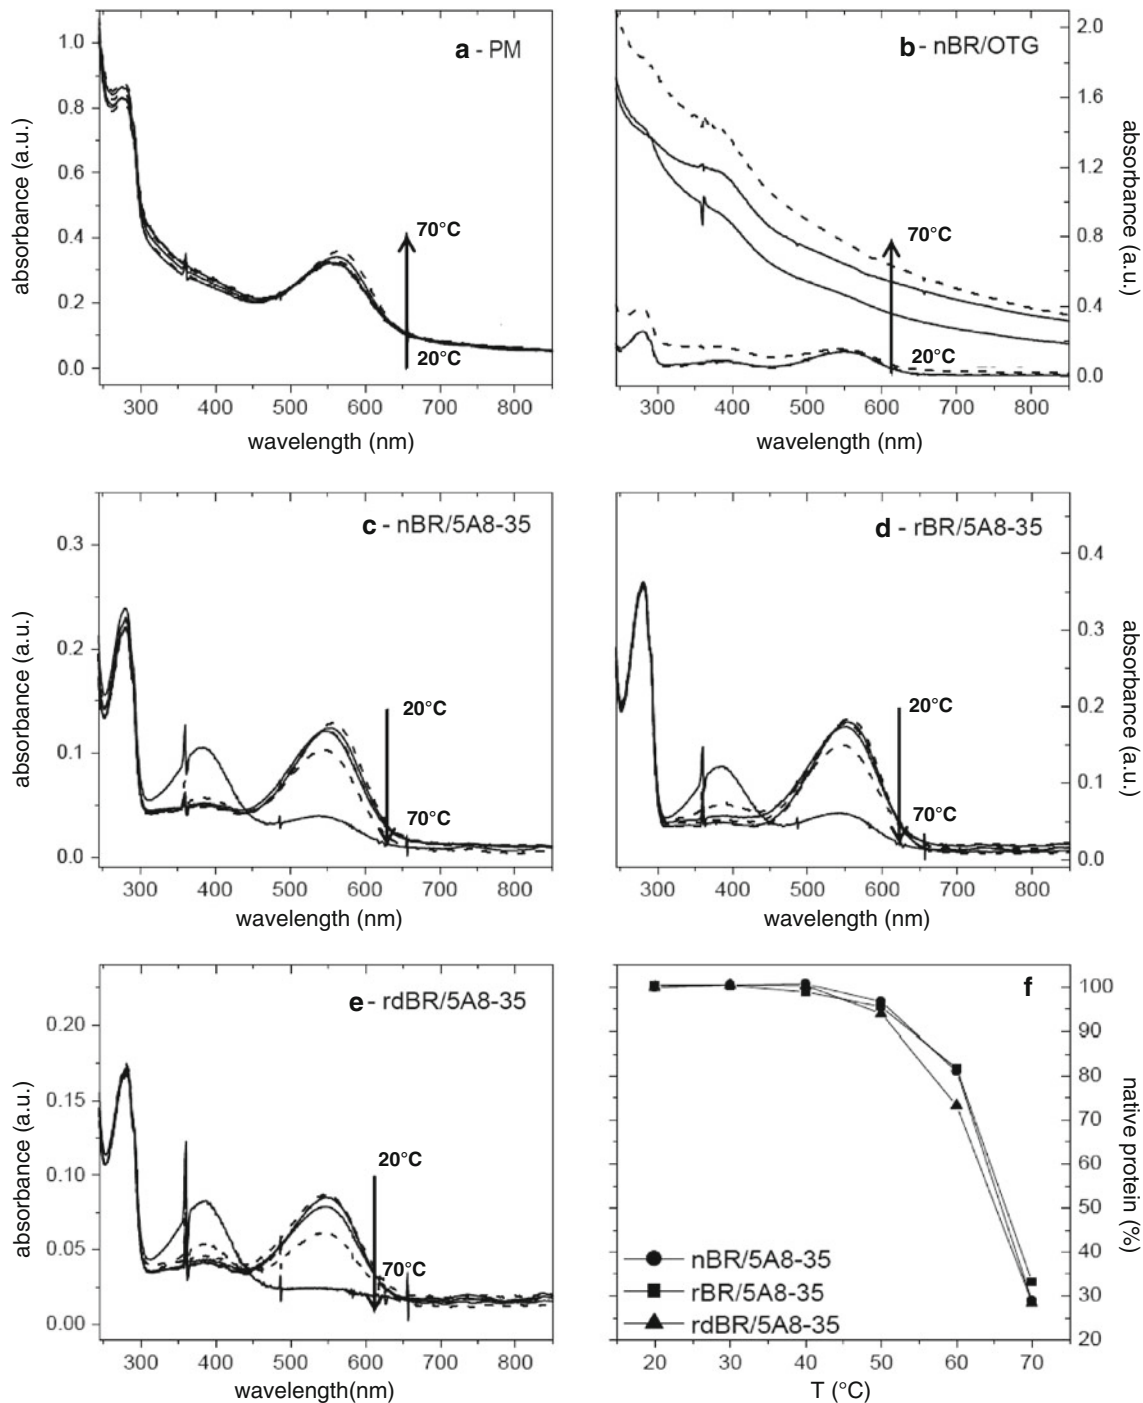 a - PM
1.0
0.8
0.6
0.4
0.2
0.0
absorbance (a.u.)
70°C
20°C
300 400 500 600 700 800
wavelength (nm)
b - nBR/OTG
2.0
1.6
1.2
0.8
0.4
0.0
absorbance (a.u.)
70°C
20°C
300 400 500 600 700 800
wavelength (nm)
c - nBR/5A8-35
0.3
0.2
0.1
0.0
absorbance (a.u.)
20°C
70°C
300 400 500 600 700 800
wavelength (nm)
d - rBR/5A8-35
0.4
0.3
0.2
0.1
0.0
absorbance (a.u.)
20°C
70°C
300 400 500 600 700 800
wavelength (nm)
e - rdBR/5A8-35
0.20
0.15
0.10
0.05
0.00
absorbance (a.u.)
20°C
70°C
300 400 500 600 700 800
wavelength(nm)
f
100
90
80
70
60
50
40
30
20
native protein (%)
nBR/5A8-35
rBR/5A8-35
rdBR/5A8-35
20 30 40 50 60 70
T (°C)